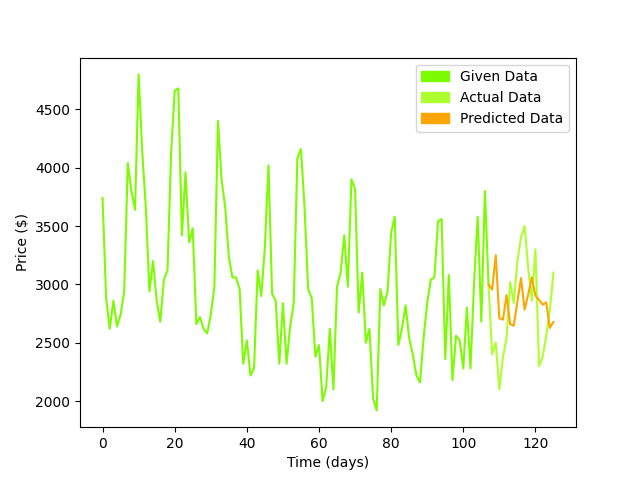 Given Data
Actual Data
Predicted Data
4500
4000
3500
3000
2500
2000
Price ($)
0 20 40 60 80 100 120
Time (days)